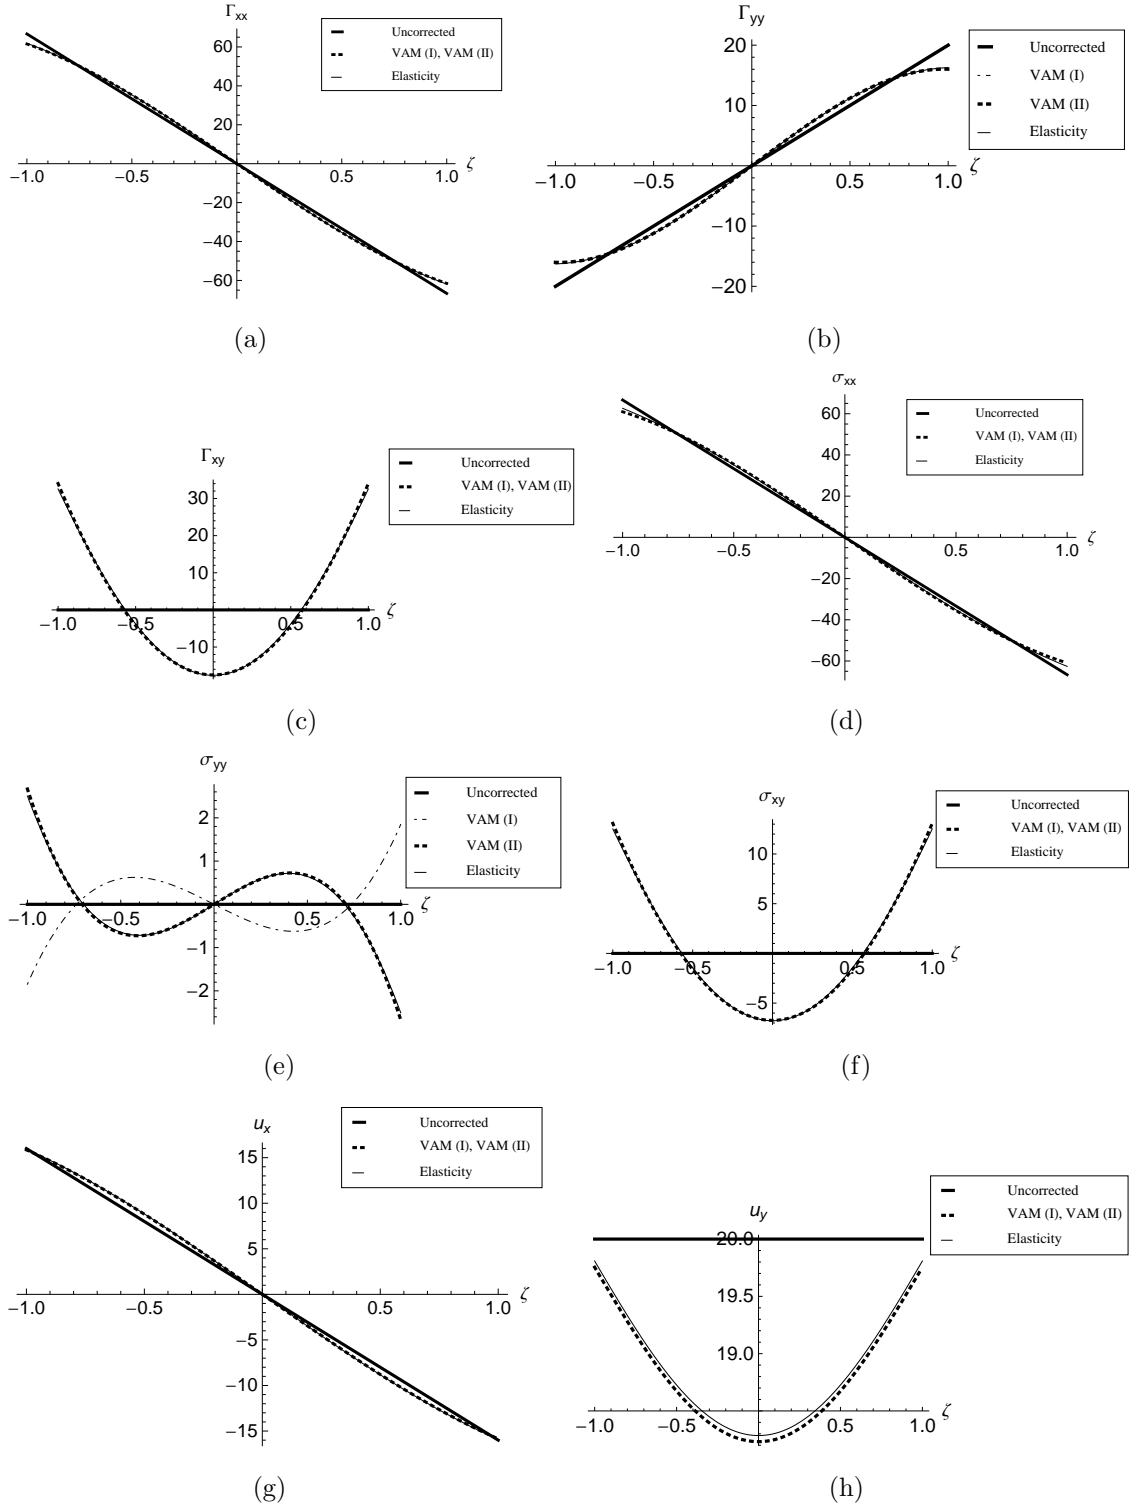 Γxx
60
40
20
−20
−40
−60
−1.0 −0.5 0.5 1.0 ζ
Uncorrected
VAM (I), VAM (II)
Elasticity
(a)
Γyy
20
10
−10
−20
−1.0 −0.5 0.5 1.0 ζ
Uncorrected
VAM (I)
VAM (II)
Elasticity
(b)
Γxy
30
20
10
−10
−1.0 −0.5 0.5 1.0 ζ
Uncorrected
VAM (I), VAM (II)
Elasticity
(c)
σxx
60
40
20
−20
−40
−60
−1.0 −0.5 0.5 1.0 ζ
Uncorrected
VAM (I), VAM (II)
Elasticity
(d)
σyy
2
1
−1
−2
−1.0 −0.5 0.5 1.0 ζ
Uncorrected
VAM (I)
VAM (II)
Elasticity
(e)
σxy
10
5
−5
−1.0 −0.5 0.5 1.0 ζ
Uncorrected
VAM (I), VAM (II)
Elasticity
(f)
ux
15
10
5
−5
−10
−15
−1.0 −0.5 0.5 1.0 ζ
Uncorrected
VAM (I), VAM (II)
Elasticity
(g)
uy
20.0
19.5
19.0
−1.0 −0.5 0.5 1.0 ζ
Uncorrected
VAM (I), VAM (II)
Elasticity
(h)